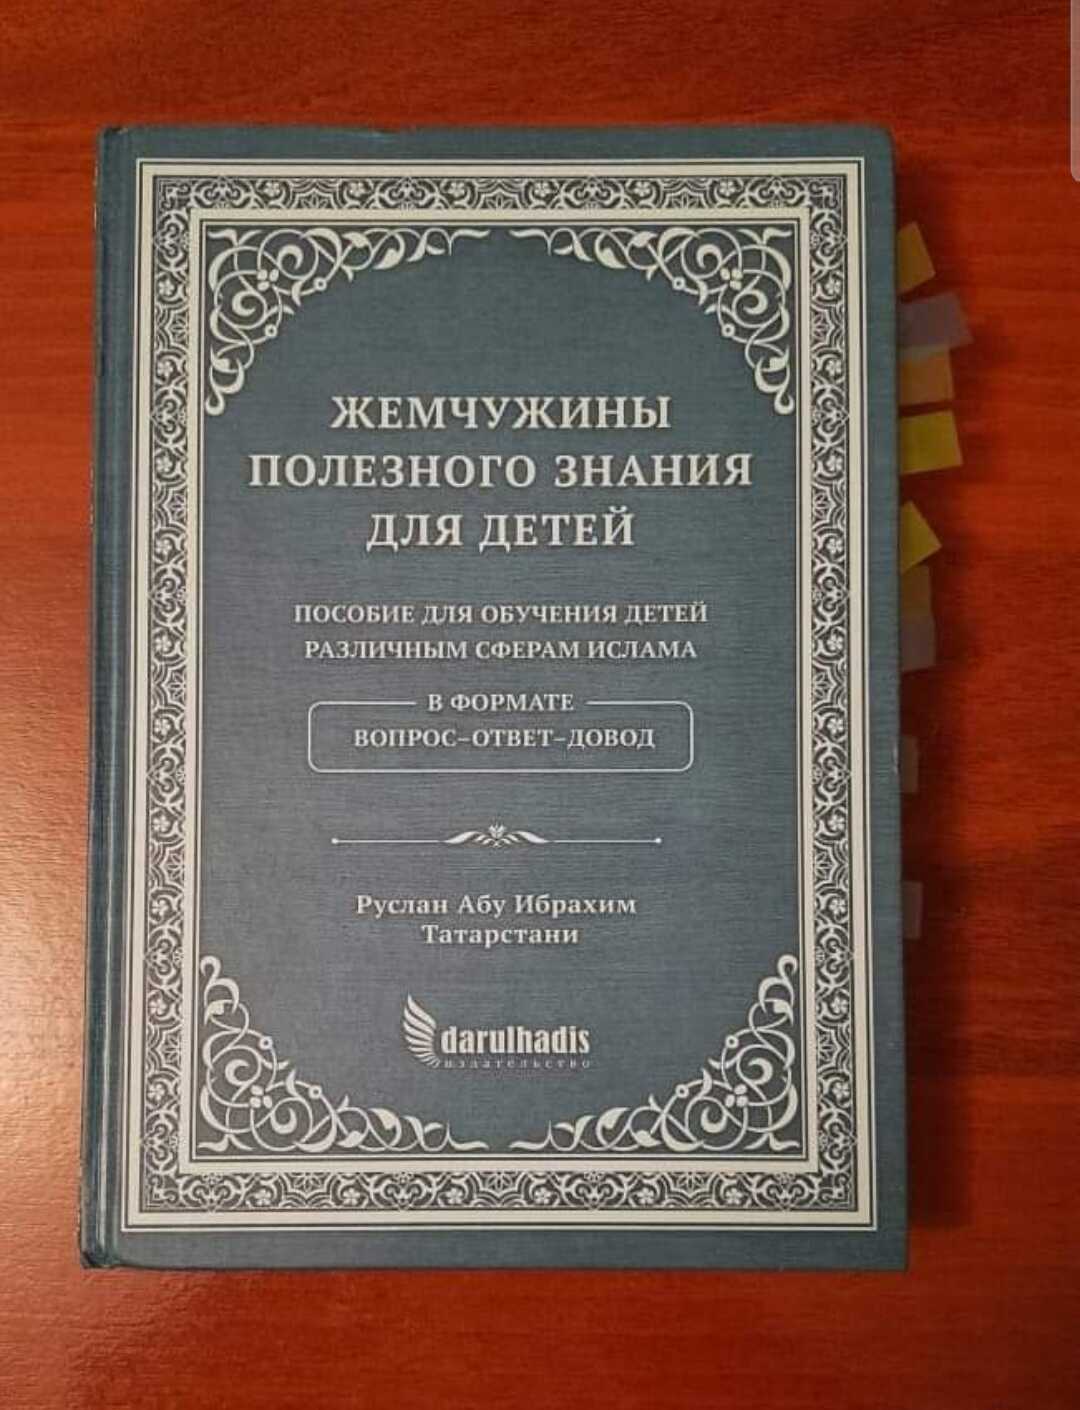 ЖЕМЧУЖИНЫ
ПОЛЕЗНОГО ЗНАНИЯ
ДЛЯ ДЕТЕЙ
ПОСОБИЕ ДЛЯ ОБУЧЕНИЯ ДЕТЕЙ
РАЗЛИЧНЫМ СФЕРАМ ИСЛАМА
В ФОРМАТЕ
ВОПРОС–ОТВЕТ–ДОВОД
Руслан Абу Ибрахим
Татарстани
darulhadis
издательство